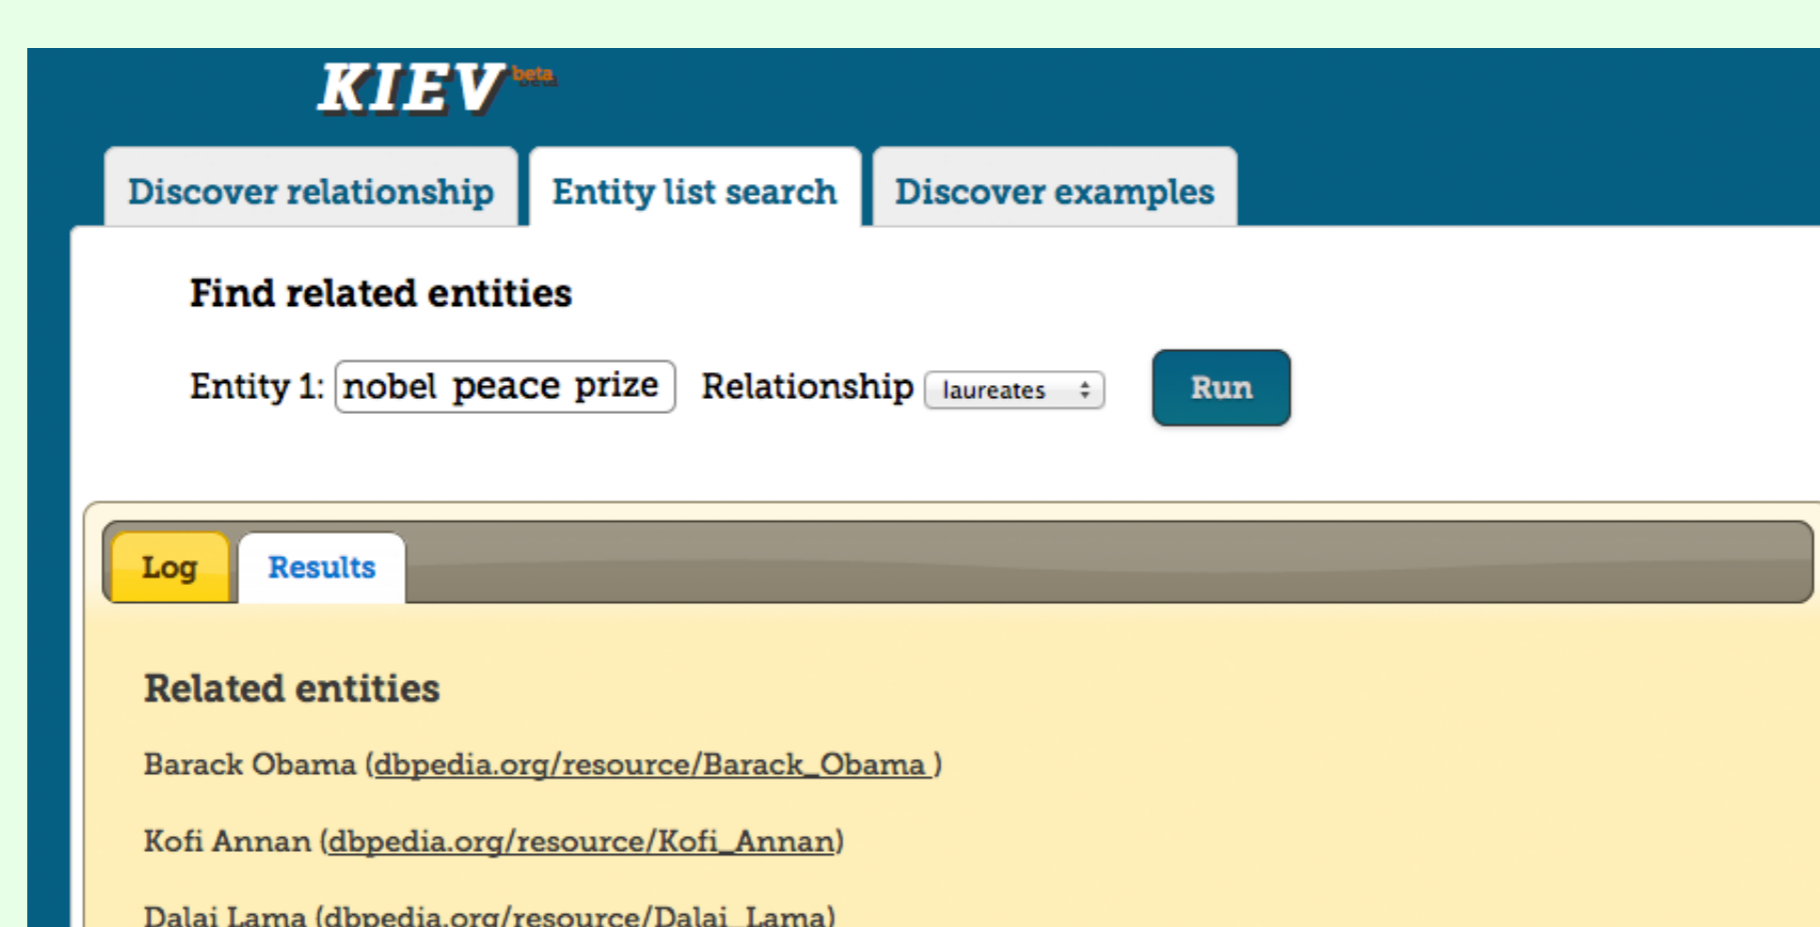 KIEV beta
Discover relationship Entity list search Discover examples
Find related entities
Entity 1: nobel peace prize Relationship laureates Run
Log Results
Related entities
Barack Obama (dbpedia.org/resource/Barack_Obama )
Kofi Annan (dbpedia.org/resource/Kofi_Annan)
Dalai Lama (dbpedia.org/resource/Dalai_Lama)